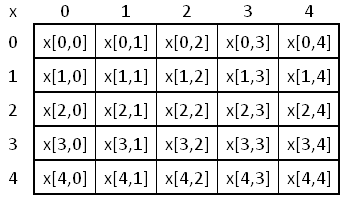 x 0 1 2 3 4
0 x[0,0] x[0,1] x[0,2] x[0,3] x[0,4]
1 x[1,0] x[1,1] x[1,2] x[1,3] x[1,4]
2 x[2,0] x[2,1] x[2,2] x[2,3] x[2,4]
3 x[3,0] x[3,1] x[3,2] x[3,3] x[3,4]
4 x[4,0] x[4,1] x[4,2] x[4,3] x[4,4]